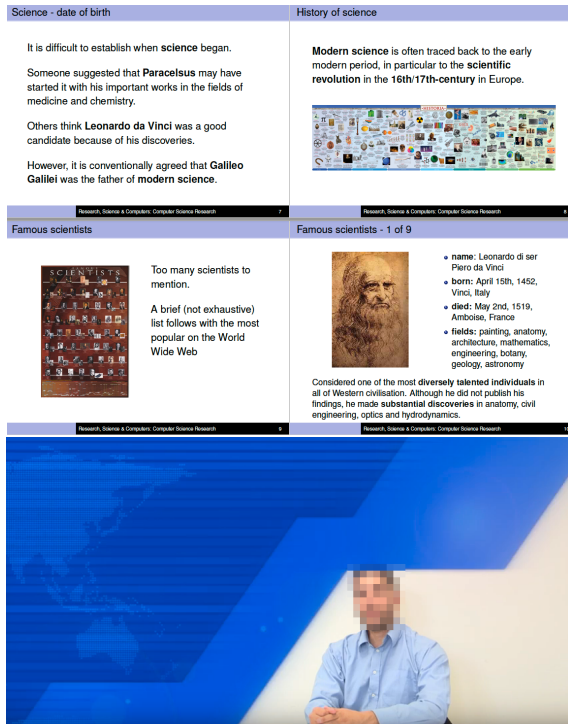 Science - date of birth
It is difficult to establish when science began.
Someone suggested that Paracelsus may have
started it with his important works in the fields of
medicine and chemistry.
Others think Leonardo da Vinci was a good
candidate because of his discoveries.
However, it is conventionally agreed that Galileo
Galilei was the father of modern science.
Research, Science & Computers: Computer Science Research 7
History of science
Modern science is often traced back to the early
modern period, in particular to the scientific
revolution in the 16th/17th-century in Europe.
HISTORIA
Research, Science & Computers: Computer Science Research 8
Famous scientists
SCIENTISTS
Too many scientists to
mention.
A brief (not exhaustive)
list follows with the most
popular on the World
Wide Web
Research, Science & Computers: Computer Science Research 9
Famous scientists - 1 of 9
name: Leonardo di ser
Piero da Vinci
born: April 15th, 1452,
Vinci, Italy
died: May 2nd, 1519,
Amboise, France
fields: painting, anatomy,
architecture, mathematics,
engineering, botany,
geology, astronomy
Considered one of the most diversely talented individuals in
all of Western civilisation. Although he did not publish his
findings, he made substantial discoveries in anatomy, civil
engineering, optics and hydrodynamics.
Research, Science & Computers: Computer Science Research 10